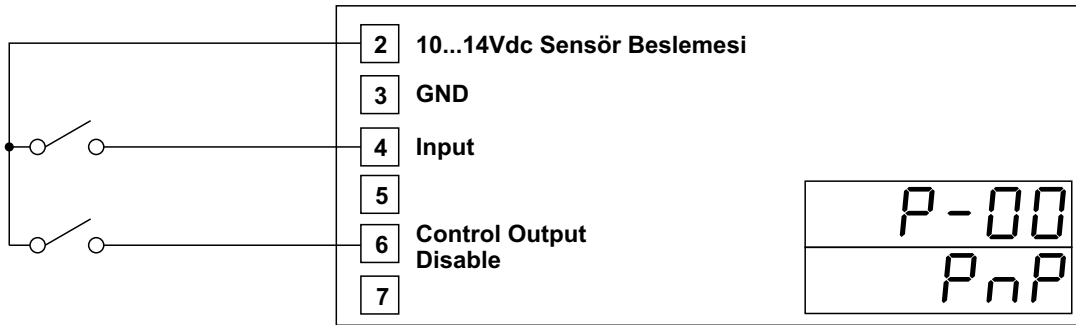 2 10...14Vdc Sensör Beslemesi
3 GND
4 Input
5
6 Control Output
Disable
7
P-00
PnP